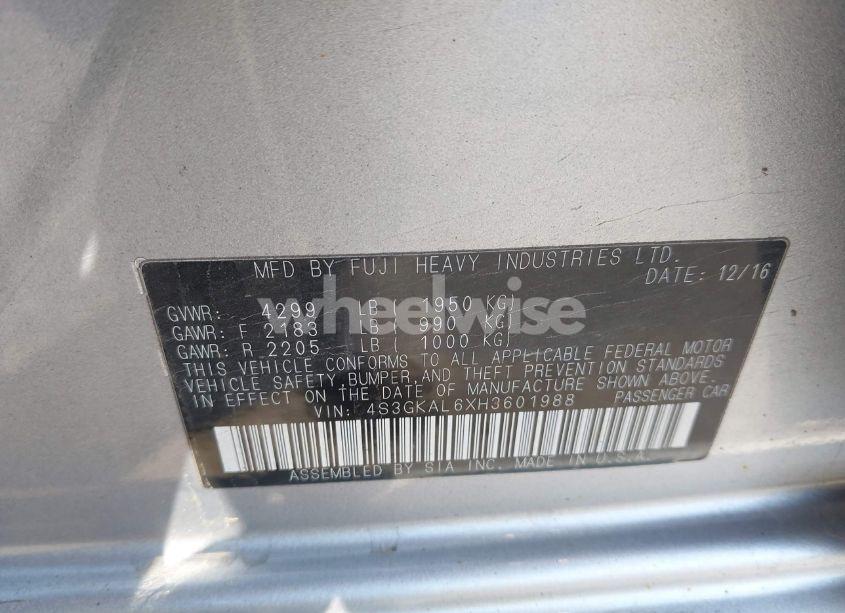 MFD BY FUJI HEAVY INDUSTRIES LTD.
DATE: 12/16
GVWR: 4299 LB ( 1950 KG)
GAWR: F 2183 LB ( 990 KG)
GAWR: R 2205 LB ( 1000 KG)
THIS VEHICLE CONFORMS TO ALL APPLICABLE FEDERAL MOTOR
VEHICLE SAFETY, BUMPER, AND THEFT PREVENTION STANDARDS
IN EFFECT ON THE DATE OF MANUFACTURE SHOWN ABOVE.
VIN: 4S3GKAL6XH3601988 PASSENGER CAR
ASSEMBLED BY SIA INC. MADE IN U.S.A.
wheelwise